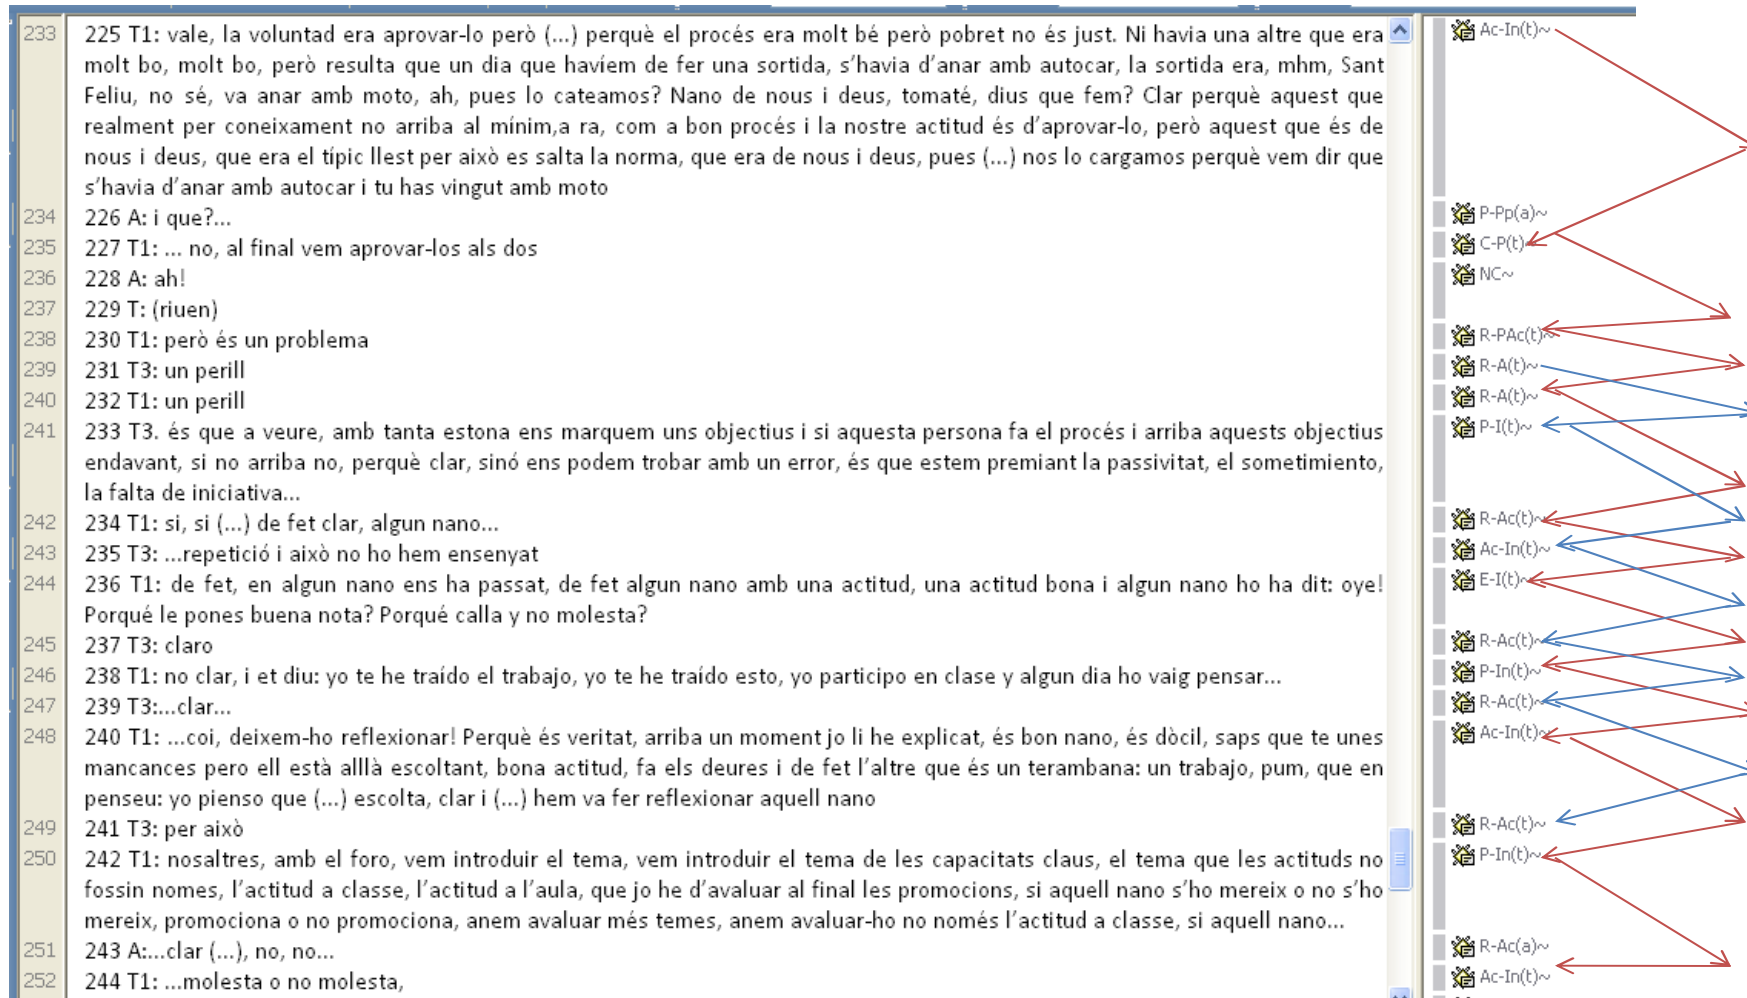 233 225 T1: vale, la voluntad era aprovar-lo però (...) perquè el procés era molt bé però pobret no és just. Ni havia una altre que era Ac-In(t)~
molt bo, molt bo, però resulta que un dia que havíem de fer una sortida, s'havia d'anar amb autocar, la sortida era, mhm, Sant
Feliu, no sé, va anar amb moto, ah, pues lo cateamos? Nano de nous i deus, tomaté, dius que fem? Clar perquè aquest que
realment per coneixament no arriba al mínim,a ra, com a bon procés i la nostre actitud és d'aprovar-lo, però aquest que és de
nous i deus, que era el típic llest per això es salta la norma, que era de nous i deus, pues (...) nos lo cargamos perquè vem dir que
s'havia d'anar amb autocar i tu has vingut amb moto
234 226 A: i que?... P-Pp(a)~
235 227 T1: ... no, al final vem aprovar-los als dos C-P(t)~
236 228 A: ah! NC~
237 229 T: (riuen)
238 230 T1: però és un problema R-PAc(t)~
239 231 T3: un perill R-A(t)~
240 232 T1: un perill R-A(t)~
241 233 T3. és que a veure, amb tanta estona ens marquem uns objectius i si aquesta persona fa el procés i arriba aquests objectius P-I(t)~
endavant, si no arriba no, perquè clar, sinó ens podem trobar amb un error, és que estem premiant la passivitat, el sometimiento,
la falta de iniciativa...
242 234 T1: si, si (...) de fet clar, algun nano... R-Ac(t)~
243 235 T3: ...repetició i això no ho hem ensenyat Ac-In(t)~
244 236 T1: de fet, en algun nano ens ha passat, de fet algun nano amb una actitud, una actitud bona i algun nano ho ha dit: oye! E-I(t)~
Porqué le pones buena nota? Porqué calla y no molesta?
245 237 T3: claro R-Ac(t)~
246 238 T1: no clar, i et diu: yo te he traído el trabajo, yo te he traído esto, yo participo en clase y algun dia ho vaig pensar... P-In(t)~
247 239 T3:...clar... R-Ac(t)~
248 240 T1: ...coi, deixem-ho reflexionar! Perquè és veritat, arriba un moment jo li he explicat, és bon nano, és dòcil, saps que te unes Ac-In(t)~
mancances pero ell està alllà escoltant, bona actitud, fa els deures i de fet l'altre que és un terambana: un trabajo, pum, que en
penseu: yo pienso que (...) escolta, clar i (...) hem va fer reflexionar aquell nano
249 241 T3: per això R-Ac(t)~
250 242 T1: nosaltres, amb el foro, vem introduir el tema, vem introduir el tema de les capacitats claus, el tema que les actituds no P-In(t)~
fossin nomes, l'actitud a classe, l'actitud a l'aula, que jo he d'avaluar al final les promocions, si aquell nano s'ho mereix o no s'ho
mereix, promociona o no promociona, anem avaluar més temes, anem avaluar-ho no només l'actitud a classe, si aquell nano...
251 243 A:...clar (...), no, no... R-Ac(a)~
252 244 T1: ...molesta o no molesta, Ac-In(t)~